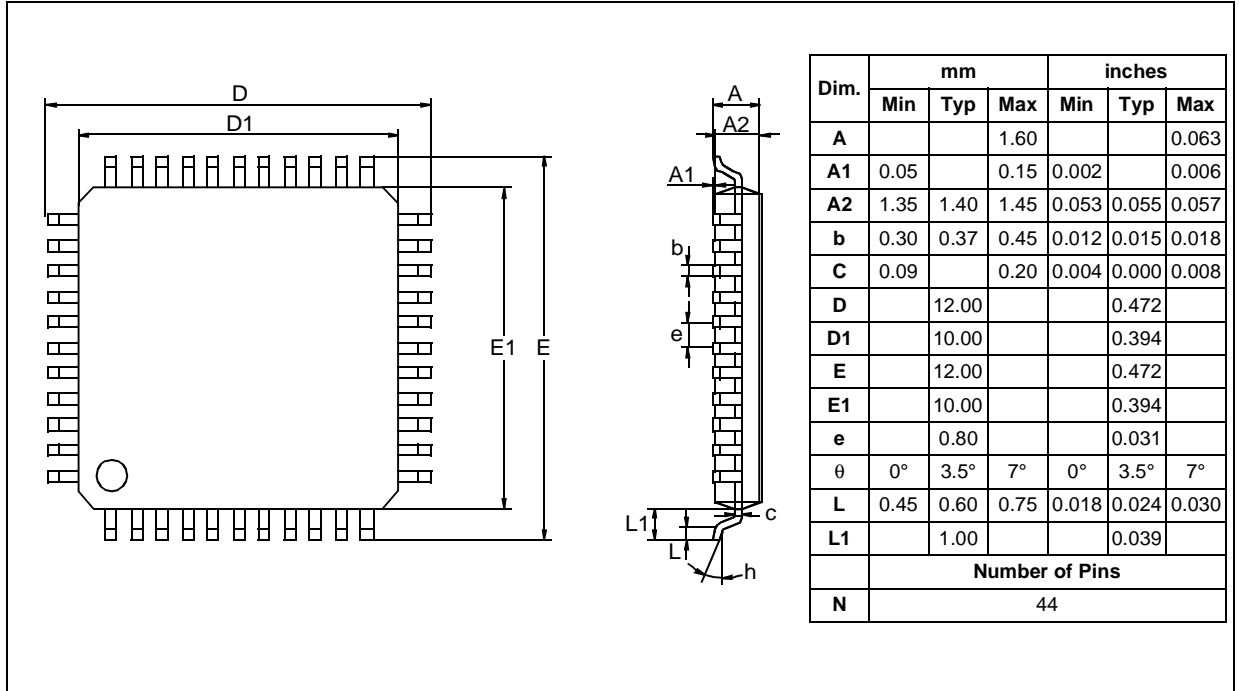 D
D1
A
A2
A1
b
e
E1
E
L1
c
L
h
Dim. mm inches
Min Typ Max Min Typ Max
A 1.60 0.063
A1 0.05 0.15 0.002 0.006
A2 1.35 1.40 1.45 0.053 0.055 0.057
b 0.30 0.37 0.45 0.012 0.015 0.018
C 0.09 0.20 0.004 0.000 0.008
D 12.00 0.472
D1 10.00 0.394
E 12.00 0.472
E1 10.00 0.394
e 0.80 0.031
θ 0° 3.5° 7° 0° 3.5° 7°
L 0.45 0.60 0.75 0.018 0.024 0.030
L1 1.00 0.039
Number of Pins
N 44